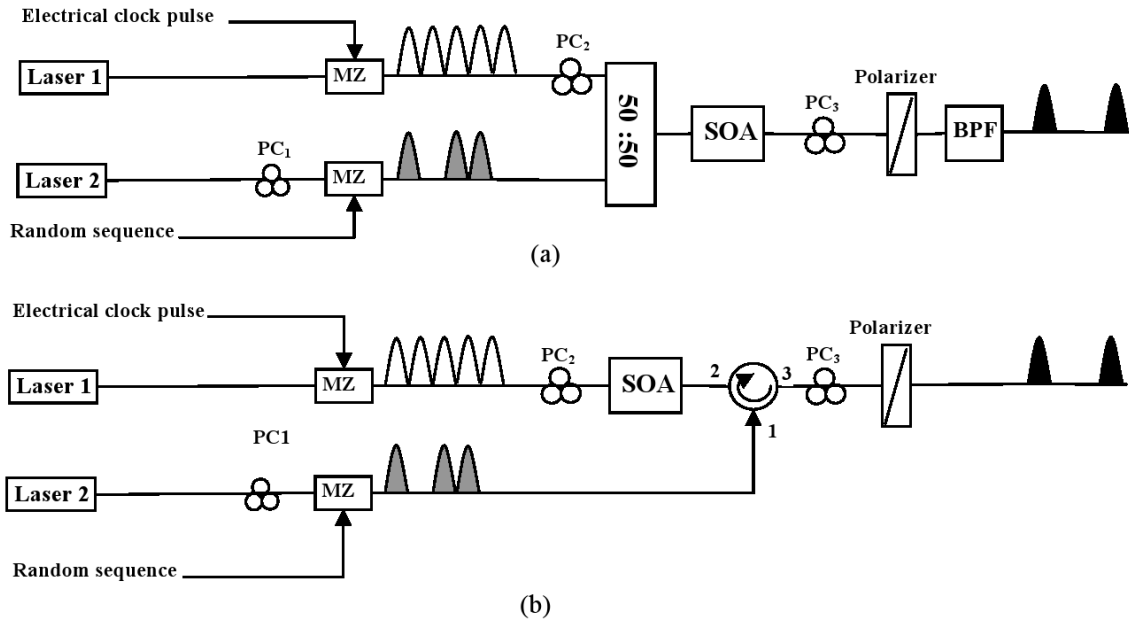 Electrical clock pulse
PC₂
Laser 1
MZ
Polarizer
PC₃
50 :50
SOA
BPF
PC₁
Laser 2
MZ
Random sequence
(a)
Electrical clock pulse
Polarizer
PC₂
PC₃
Laser 1
MZ
SOA
2
3
1
PC1
Laser 2
MZ
Random sequence
(b)